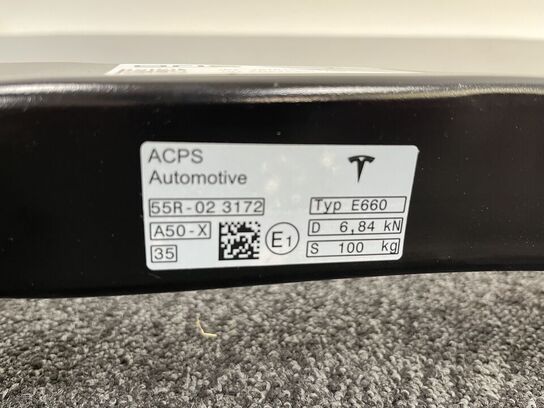 ACPS
Automotive
55R-02 3172
A50-X
35
E1
Typ E660
D 6,84 kN
S 100 kg